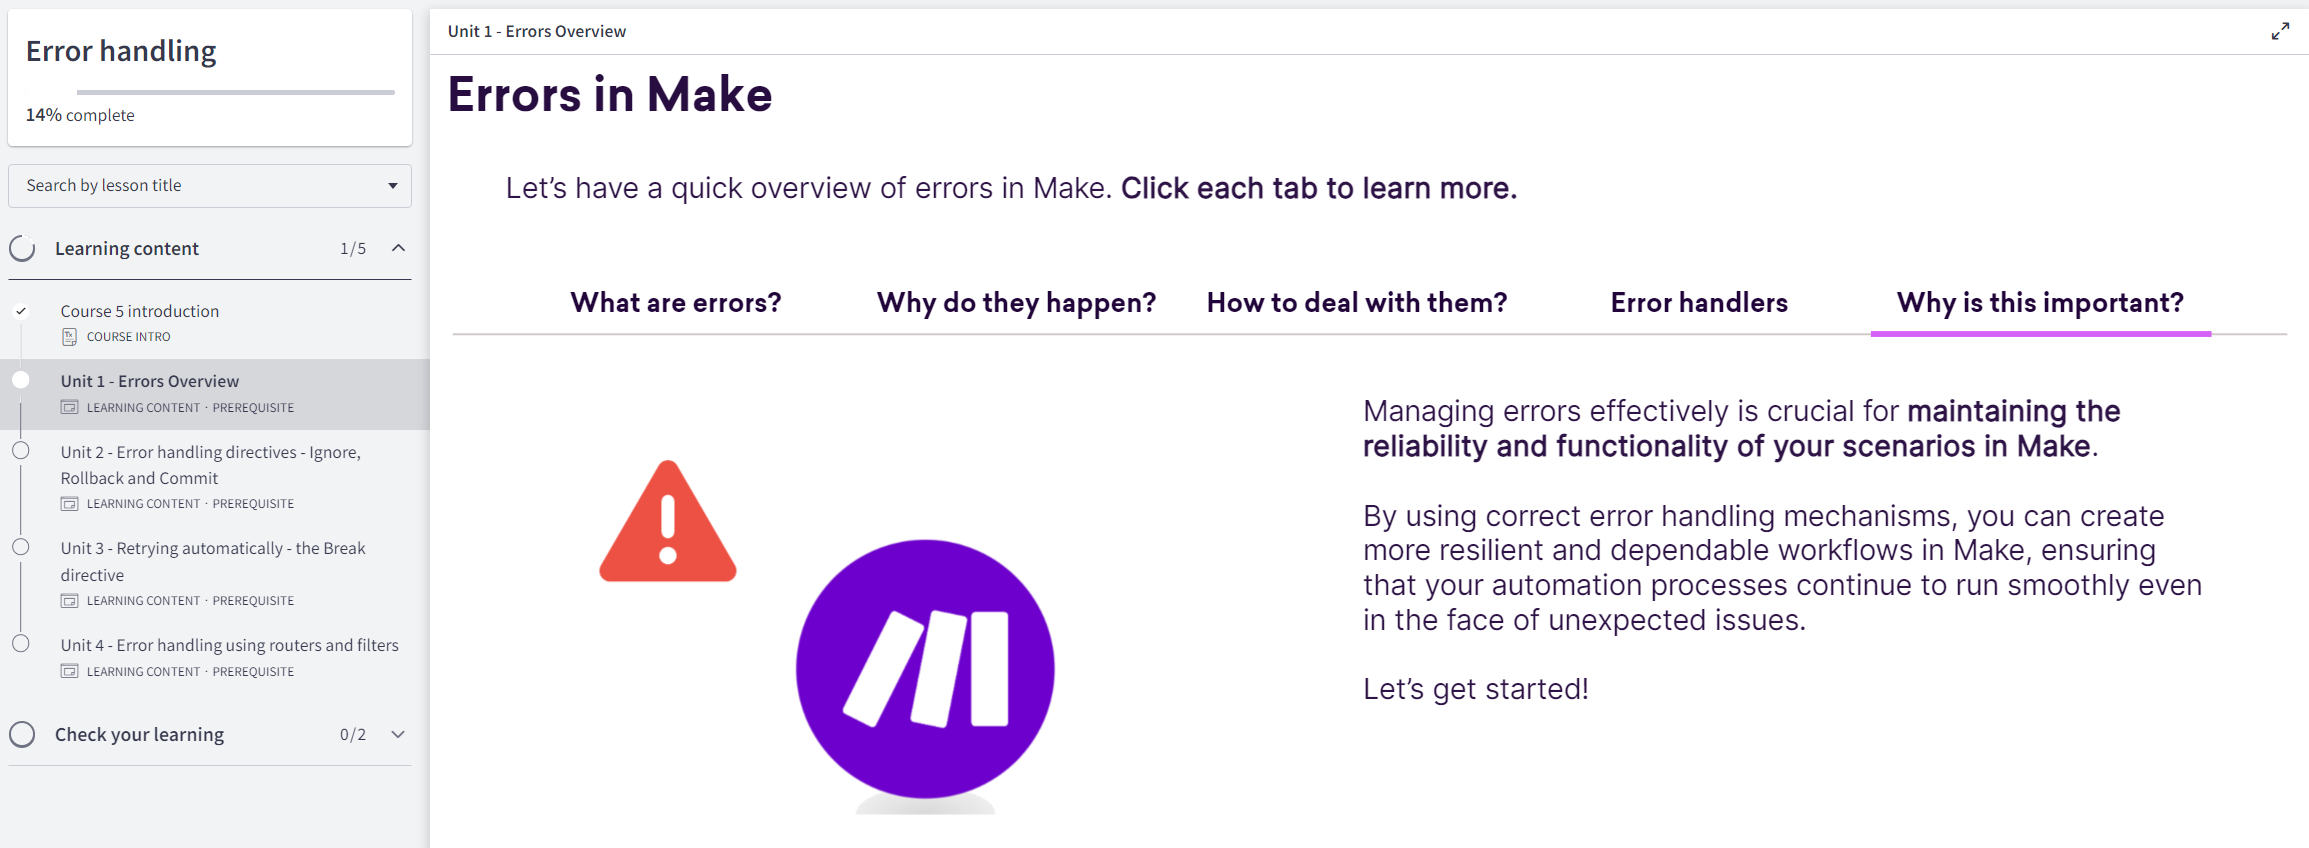 Error handling
14% complete
Search by lesson title
Learning content 1/5
Course 5 introduction
COURSE INTRO
Unit 1 - Errors Overview
LEARNING CONTENT · PREREQUISITE
Unit 2 - Error handling directives - Ignore,
Rollback and Commit
LEARNING CONTENT · PREREQUISITE
Unit 3 - Retrying automatically - the Break
directive
LEARNING CONTENT · PREREQUISITE
Unit 4 - Error handling using routers and filters
LEARNING CONTENT · PREREQUISITE
Check your learning 0/2
Unit 1 - Errors Overview
Errors in Make
Let’s have a quick overview of errors in Make. Click each tab to learn more.
What are errors? Why do they happen? How to deal with them? Error handlers Why is this important?
Managing errors effectively is crucial for maintaining the
reliability and functionality of your scenarios in Make.
By using correct error handling mechanisms, you can create
more resilient and dependable workflows in Make, ensuring
that your automation processes continue to run smoothly even
in the face of unexpected issues.
Let’s get started!